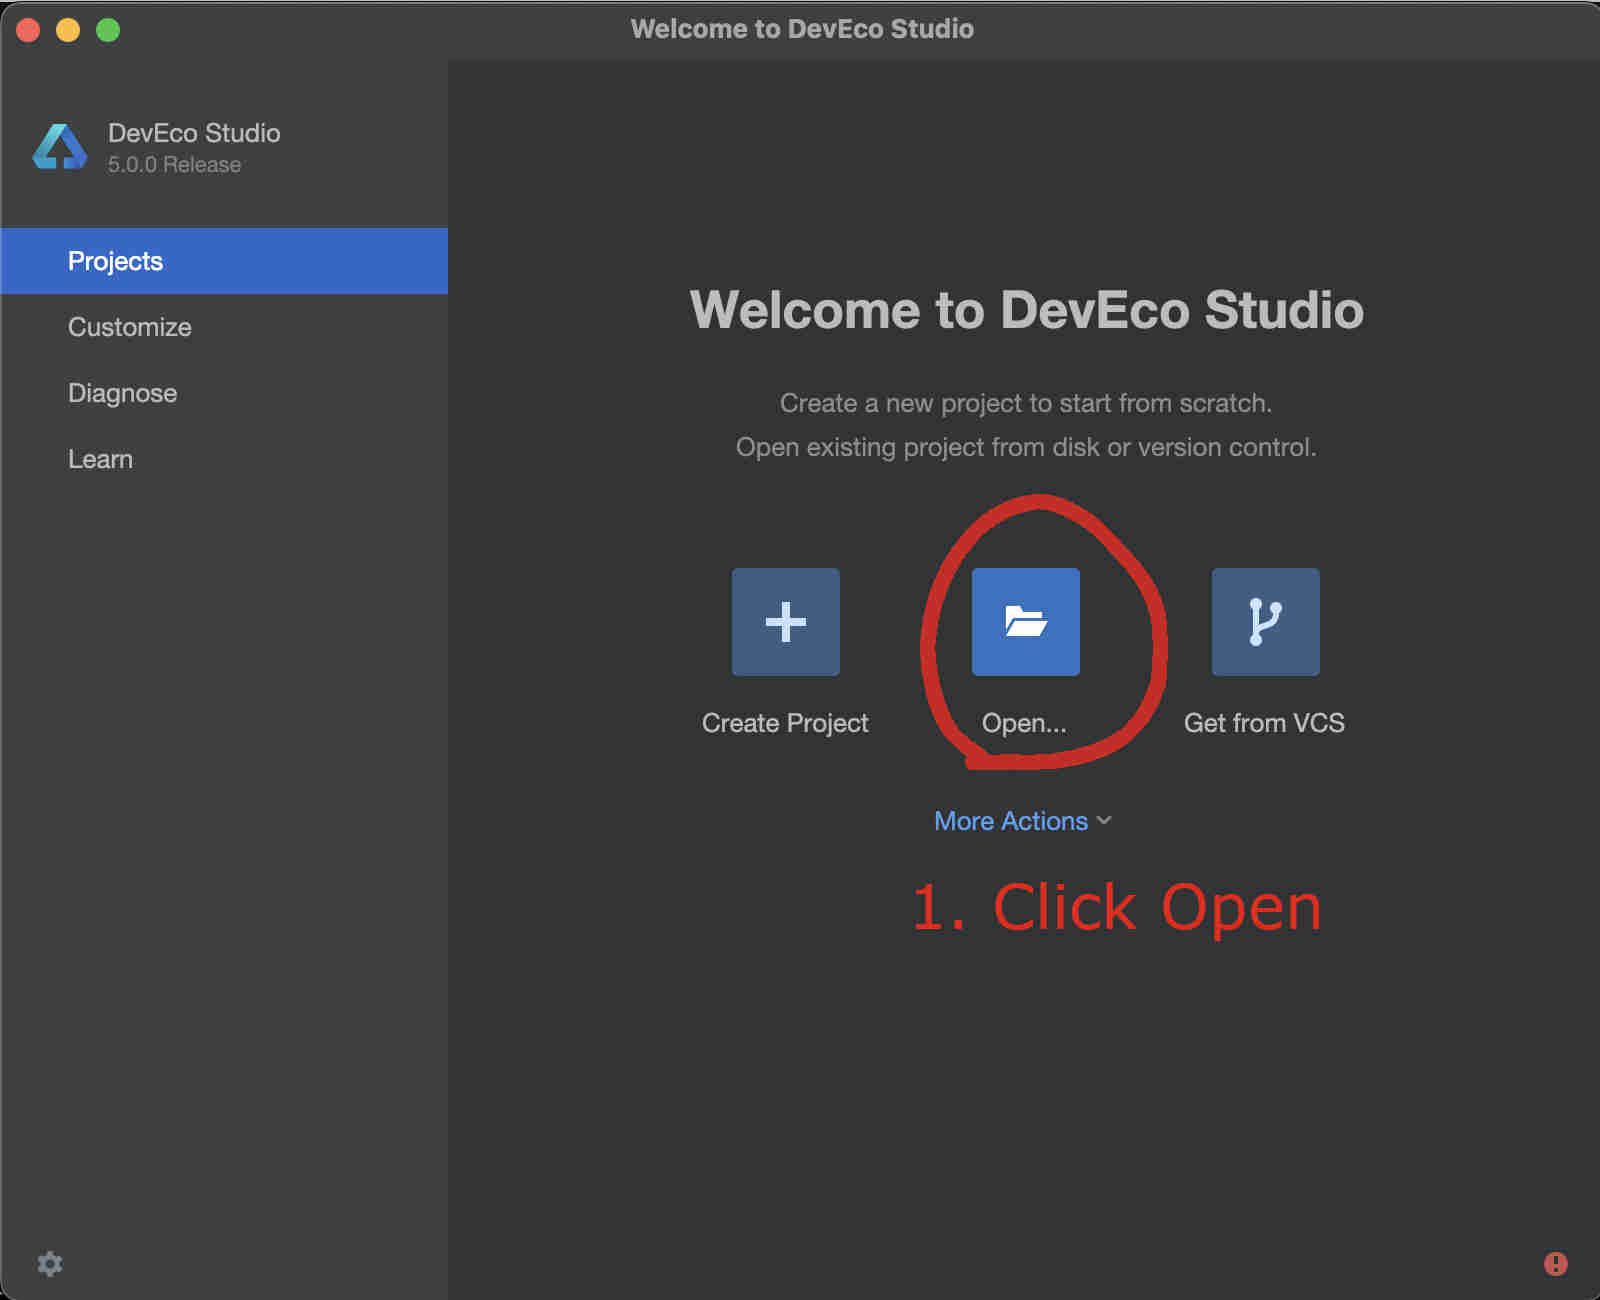 Welcome to DevEco Studio
DevEco Studio
5.0.0 Release
Projects
Customize
Diagnose
Learn
Welcome to DevEco Studio
Create a new project to start from scratch.
Open existing project from disk or version control.
Create Project
Open...
Get from VCS
More Actions
1. Click Open